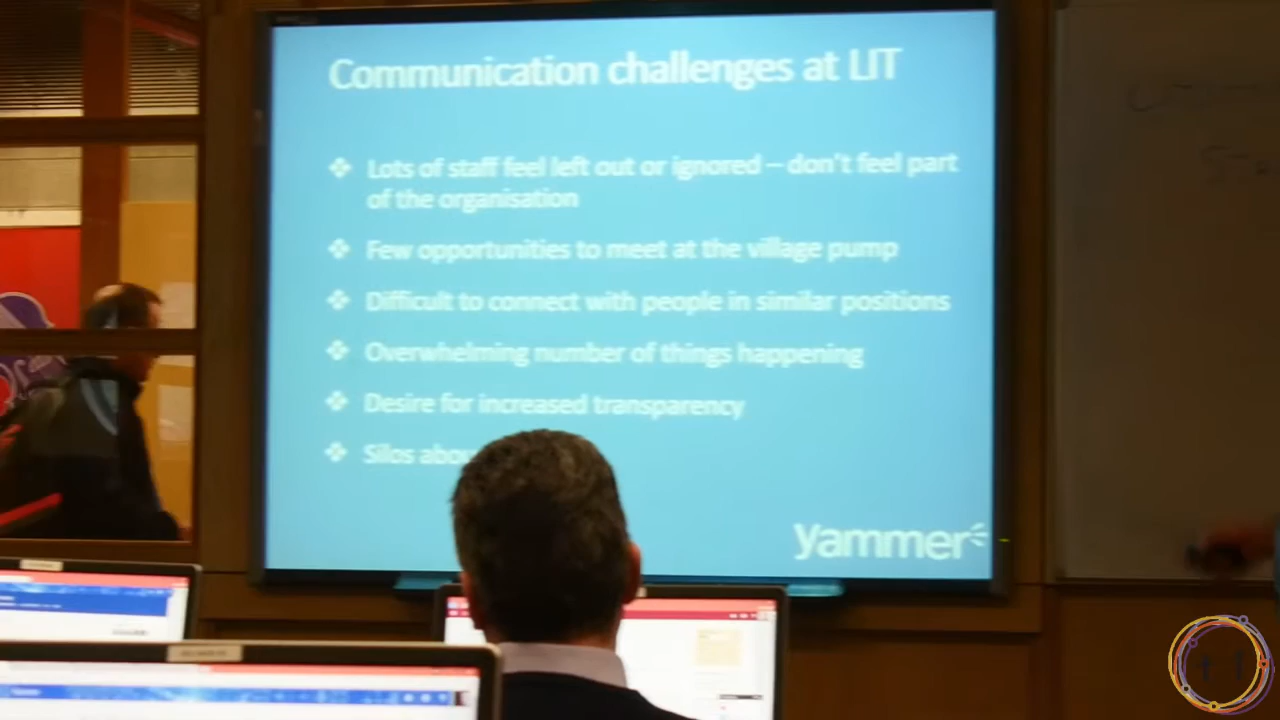 Communication challenges at LIT
❖ Lots of staff feel left out or ignored – don't feel part
of the organisation
❖ Few opportunities to meet at the village pump
❖ Difficult to connect with people in similar positions
❖ Overwhelming number of things happening
❖ Desire for increased transparency
❖ Silos
yammer